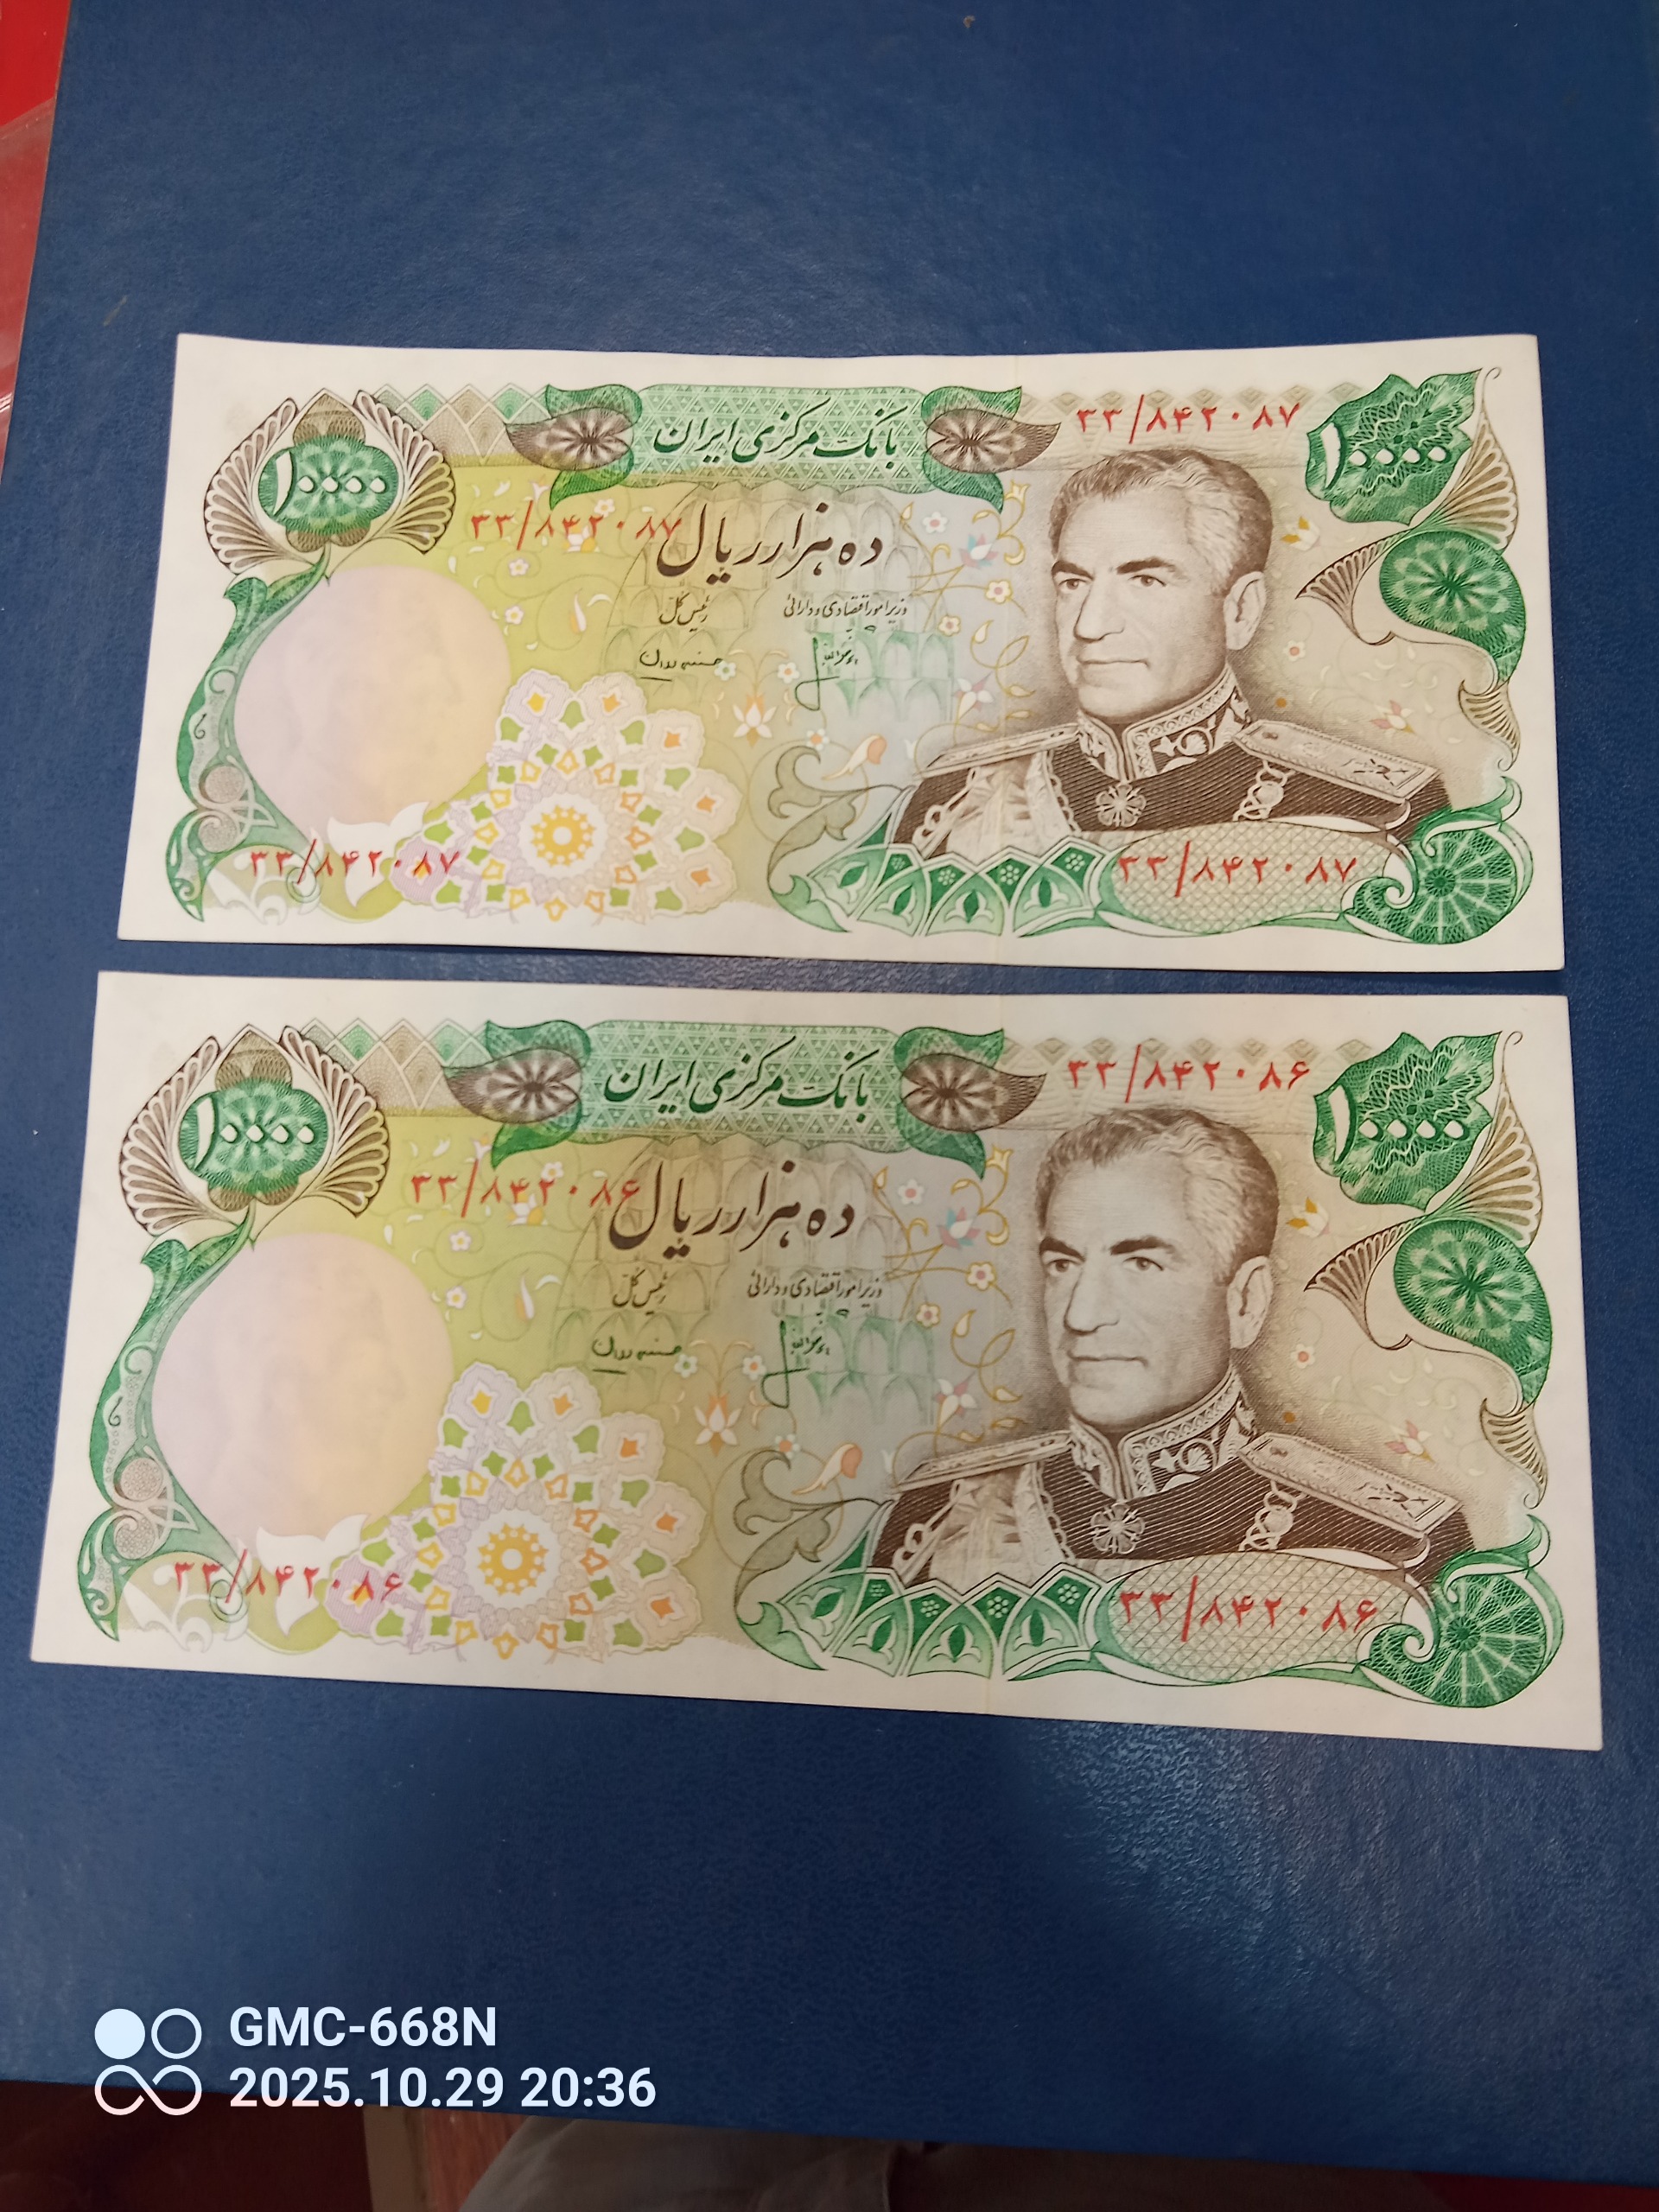 بانک مرکزی ایران
۳۳/۸۴۲۰۸۷
۱۰۰۰۰
۱۰۰۰۰
۳۳/۸۴۲۰۸۷
ده هزار ریال
وزیر امور اقتصادی و دارائی
رئیس کل
۳۳/۸۴۲۰۸۷
۳۳/۸۴۲۰۸۷
بانک مرکزی ایران
۳۳/۸۴۲۰۸۶
۱۰۰۰۰
۱۰۰۰۰
۳۳/۸۴۲۰۸۶
ده هزار ریال
وزیر امور اقتصادی و دارائی
رئیس کل
۳۳/۸۴۲۰۸۶
۳۳/۸۴۲۰۸۶
GMC-668N
2025.10.29 20:36